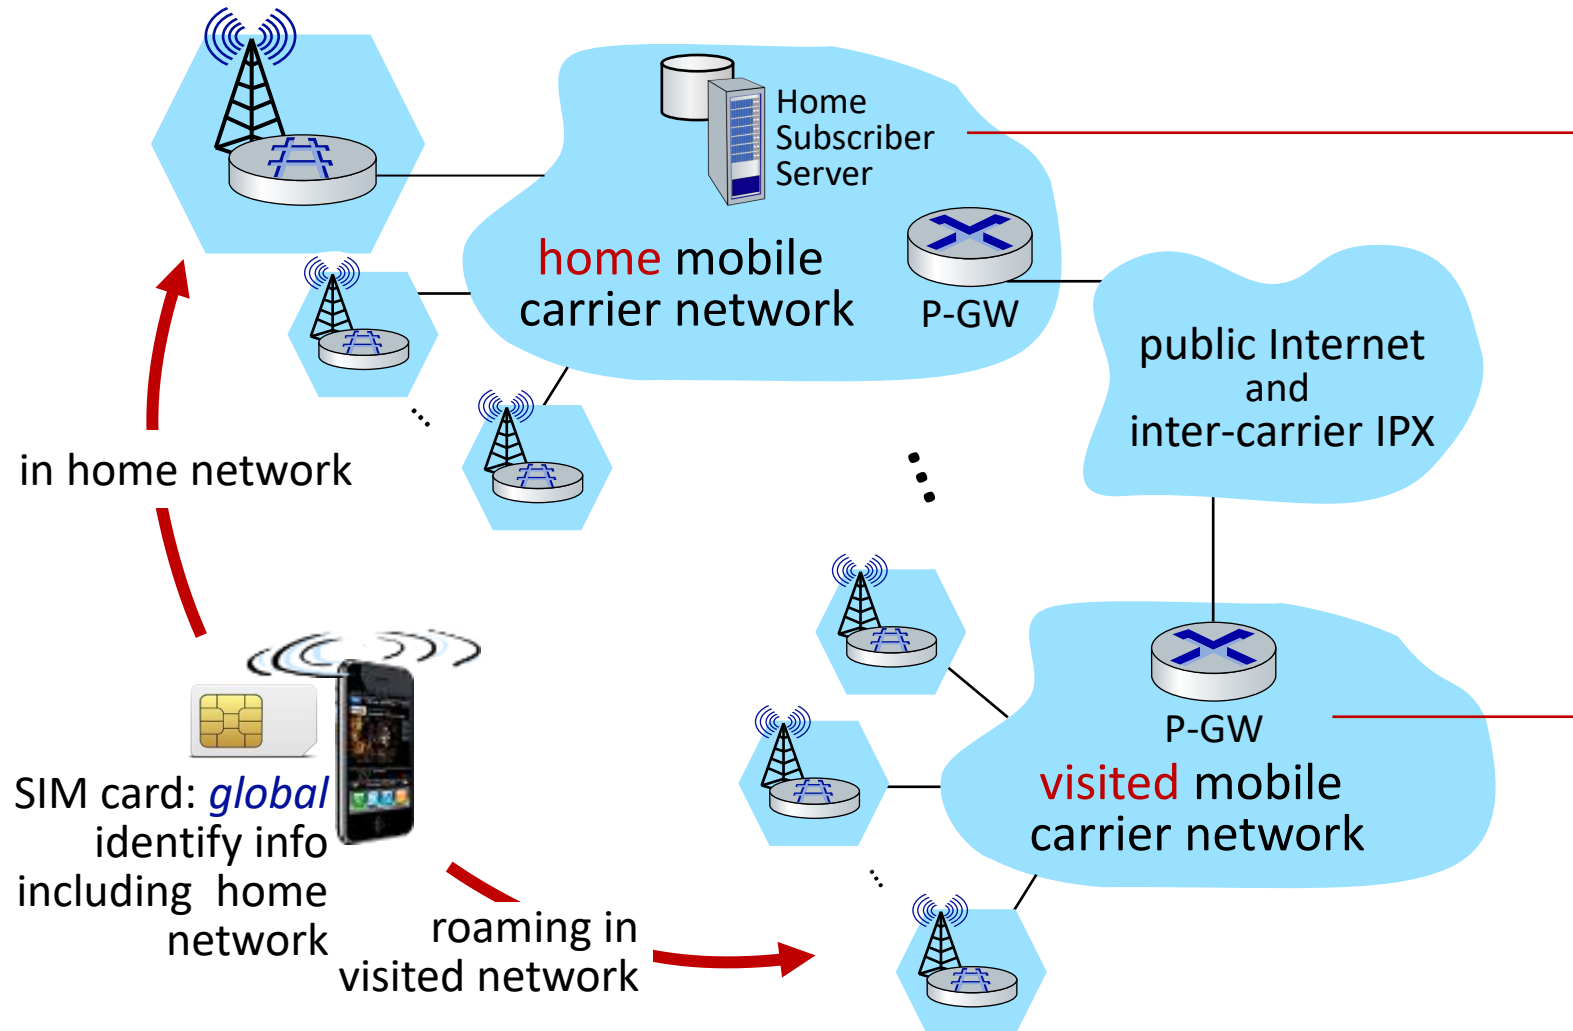 Home
Subscriber
Server
home mobile
carrier network
P-GW
public Internet
and
inter-carrier IPX
in home network
P-GW
visited mobile
carrier network
SIM card: global
identify info
including home
network
roaming in
visited network